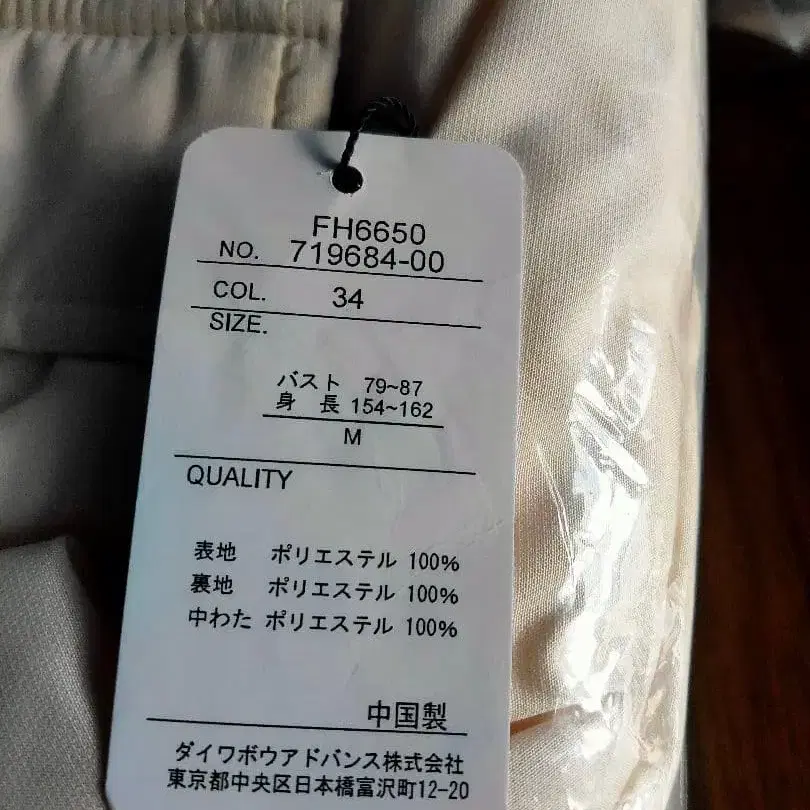 FH6650
NO. 719684-00
COL. 34
SIZE.
バスト 79~87
身 長 154~162
M
QUALITY
表地 ポリエステル 100%
裏地 ポリエステル 100%
中わた ポリエステル 100%
中国製
ダイワボウアドバンス株式会社
東京都中央区日本橋富沢町12-20